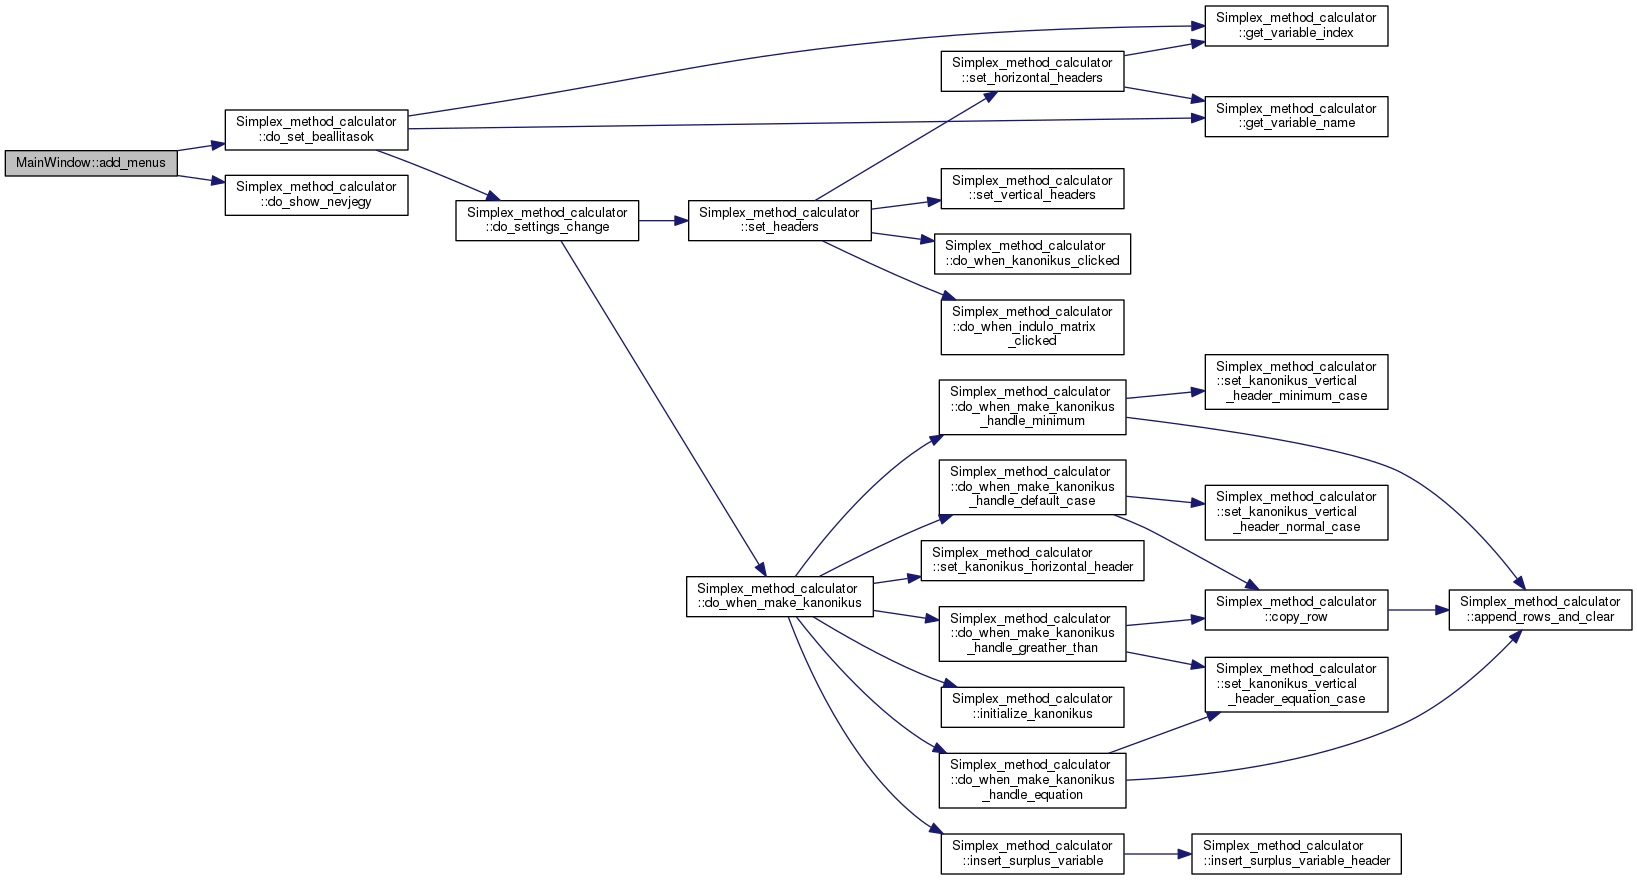 MainWindow::add_menus
Simplex_method_calculator
::do_set_beallitasok
Simplex_method_calculator
::do_show_nevjegy
Simplex_method_calculator
::do_settings_change
Simplex_method_calculator
::set_headers
Simplex_method_calculator
::do_when_make_kanonikus
Simplex_method_calculator
::set_horizontal_headers
Simplex_method_calculator
::set_vertical_headers
Simplex_method_calculator
::do_when_kanonikus_clicked
Simplex_method_calculator
::do_when_indulo_matrix
_clicked
Simplex_method_calculator
::do_when_make_kanonikus
_handle_minimum
Simplex_method_calculator
::do_when_make_kanonikus
_handle_default_case
Simplex_method_calculator
::set_kanonikus_horizontal_header
Simplex_method_calculator
::do_when_make_kanonikus
_handle_greather_than
Simplex_method_calculator
::initialize_kanonikus
Simplex_method_calculator
::do_when_make_kanonikus
_handle_equation
Simplex_method_calculator
::insert_surplus_variable
Simplex_method_calculator
::get_variable_index
Simplex_method_calculator
::get_variable_name
Simplex_method_calculator
::set_kanonikus_vertical
_header_minimum_case
Simplex_method_calculator
::set_kanonikus_vertical
_header_normal_case
Simplex_method_calculator
::copy_row
Simplex_method_calculator
::set_kanonikus_vertical
_header_equation_case
Simplex_method_calculator
::insert_surplus_variable_header
Simplex_method_calculator
::append_rows_and_clear